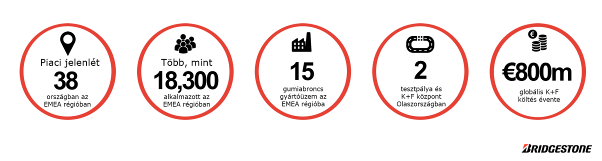 Piaci jelenlét
38
országban az
EMEA régióban
Több, mint
18,300
alkalmazott az
EMEA régióban
15
gumiabroncs
gyártóüzem az
EMEA régióba
2
tesztpálya és
K+F központ
Olaszországban
€800m
globális K+F
költés évente
BRIDGESTONE